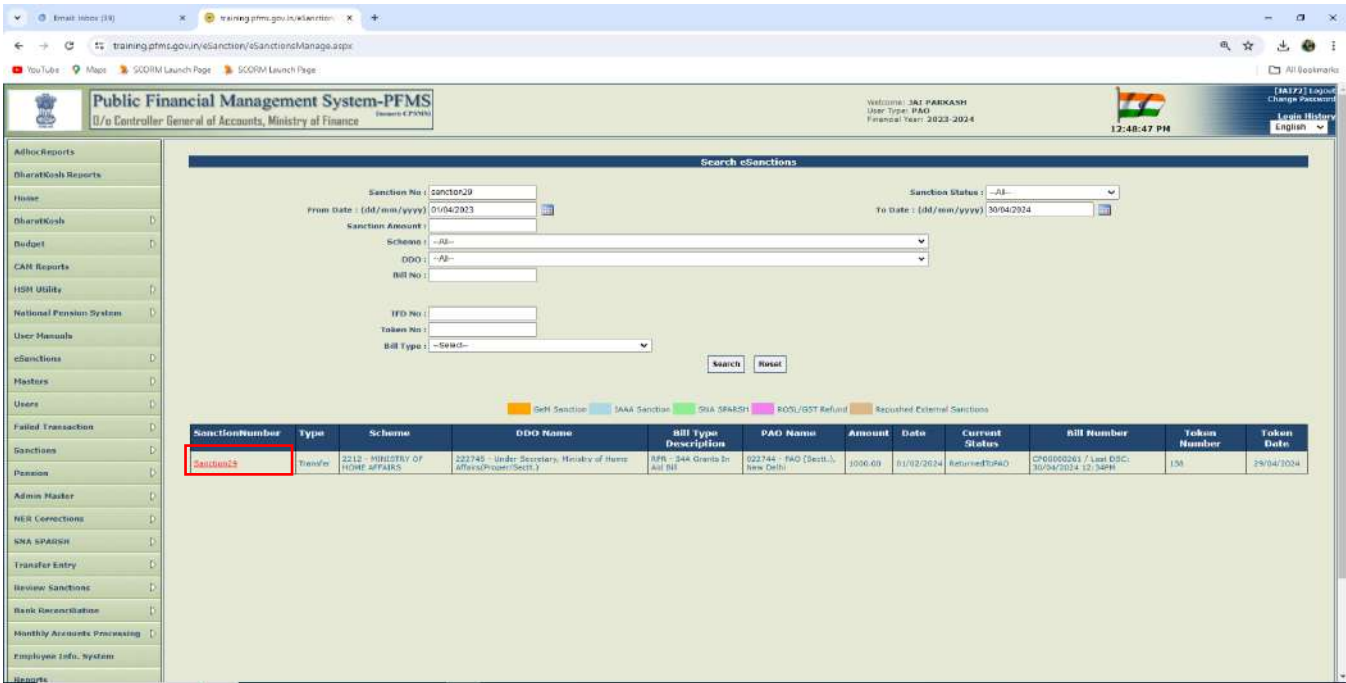 Email Inbox (19)
training.pfms.gov.in/eSanction
training.pfms.gov.in/eSanction/eSanctionsManage.aspx
YouTube
Maps
SCORM Launch Page
SCORM Launch Page
All Bookmarks
Public Financial Management System-PFMS
(Formerly CPSMS)
O/o Controller General of Accounts, Ministry of Finance
Welcome: JAI PARKASH
User Type: PAO
Financial Year: 2023-2024
12:48:47 PM
[JAI72] Logout
Change Password
Login History
English
AdhocReports
BharatKosh Reports
Home
BharatKosh
Budget
CAM Reports
HSM Utility
National Pension System
User Manuals
eSanctions
Masters
Users
Failed Transaction
Sanctions
Pension
Admin Master
NER Corrections
SNA SPARSH
Transfer Entry
Review Sanctions
Bank Reconciliation
Monthly Accounts Processing
Employee Info. System
Reports
Search eSanctions
Sanction No : sanction29
Sanction Status : --All--
From Date : (dd/mm/yyyy) 01/04/2023
To Date : (dd/mm/yyyy) 30/04/2024
Sanction Amount :
Scheme : --All--
DDO : --All--
Bill No :
IFD No :
Token No :
Bill Type : --Select--
Search Reset
GeM Sanction IAAA Sanction SNA SPARSH ROSL/GST Refund Repushed External Sanctions
SanctionNumber Type Scheme DDO Name Bill Type Description PAO Name Amount Date Current Status Bill Number Token Number Token Date
Sanction29 Transfer 2212 - MINISTRY OF HOME AFFAIRS 222745 - Under Secretary, Ministry of Home Affairs(Proper/Sectt.) 022744 - PAO (Sectt.), New Delhi 1000.00 01/02/2024 ReturnedToPAO CP00000261 / Last DSC: 30/04/2024 12:34PM 29/04/2024